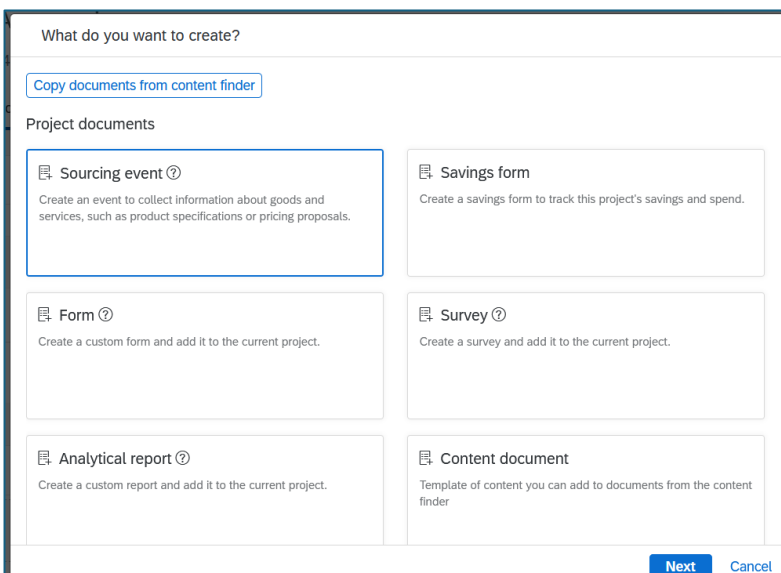 What do you want to create?
Copy documents from content finder
Project documents
Sourcing event
Create an event to collect information about goods and
services, such as product specifications or pricing proposals.
Savings form
Create a savings form to track this project's savings and spend.
Form
Create a custom form and add it to the current project.
Survey
Create a survey and add it to the current project.
Analytical report
Create a custom report and add it to the current project.
Content document
Template of content you can add to documents from the content
finder
Next
Cancel